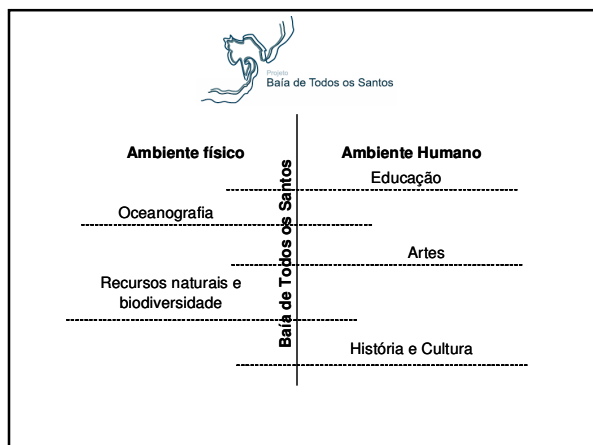 Projeto
Baía de Todos os Santos
Ambiente físico
Ambiente Humano
Educação
Oceanografia
Artes
Recursos naturais e
biodiversidade
História e Cultura
Baía de Todos os Santos